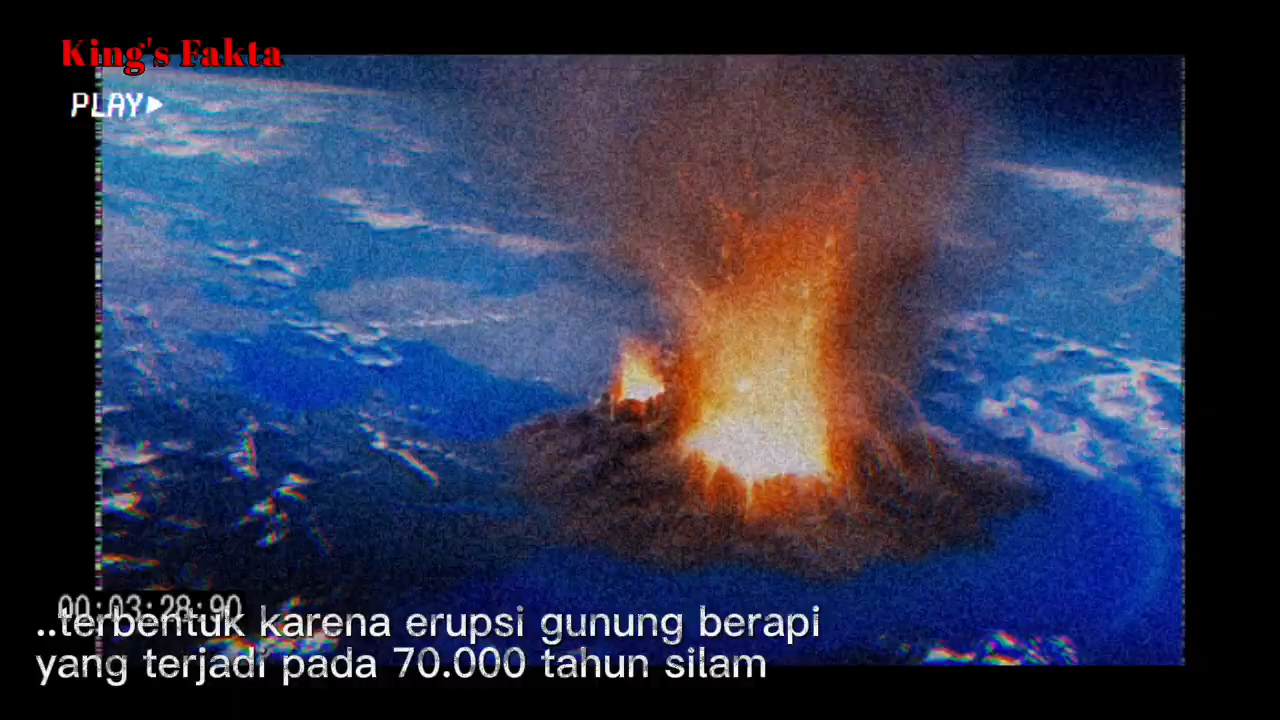 King's Fakta
PLAY
00:03:28:90
..terbentuk karena erupsi gunung berapi
yang terjadi pada 70.000 tahun silam